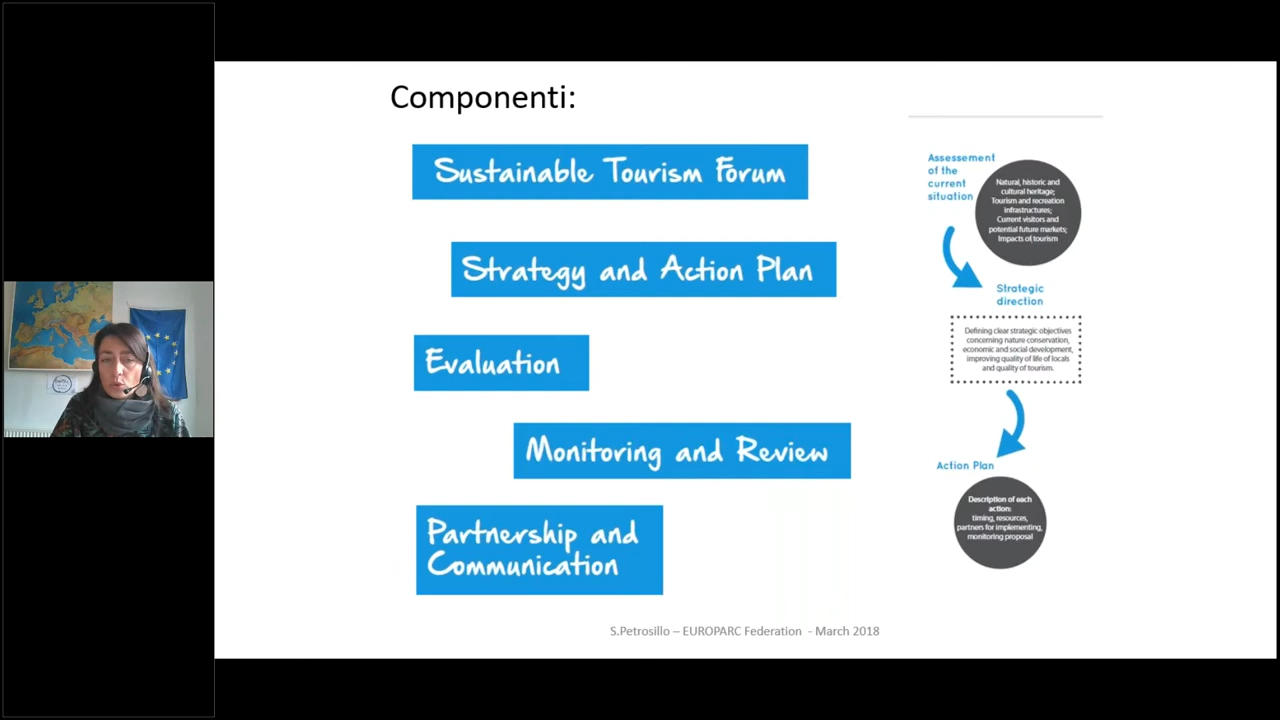 Componenti:
Sustainable Tourism Forum
Strategy and Action Plan
Evaluation
Monitoring and Review
Partnership and
Communication
Assessement
of the
current
situation
Natural, historic and
cultural heritage;
Tourism and recreation
infrastructures;
Current visitors and
potential future markets;
Impacts of tourism
Strategic
direction
Defining clear strategic objectives
concerning nature conservation,
economic and social development,
improving quality of life of locals
and quality of tourism.
Action Plan
Description of each
action:
timing, resources,
partners for implementing,
monitoring proposal
S.Petrosillo – EUROPARC Federation - March 2018